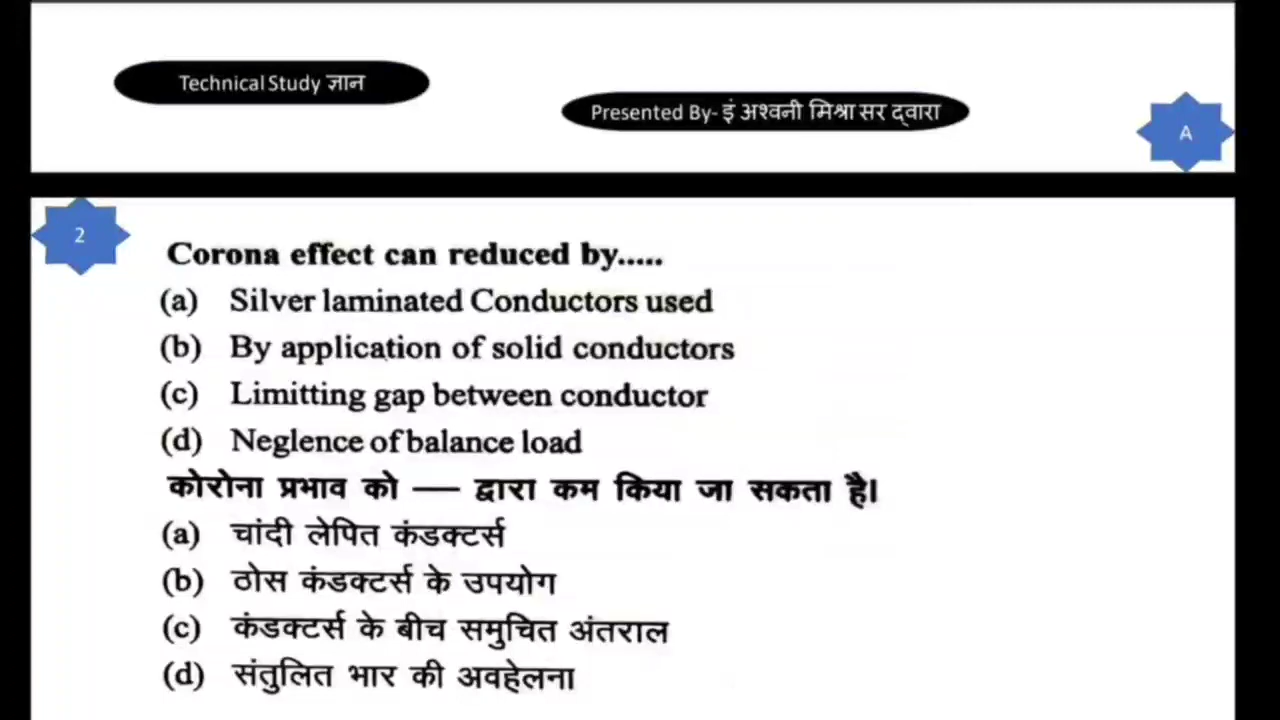 Technical Study ज्ञान
Presented By- इं अश्वनी मिश्रा सर द्वारा
A
2
Corona effect can reduced by.....
(a) Silver laminated Conductors used
(b) By application of solid conductors
(c) Limitting gap between conductor
(d) Neglence of balance load
कोरोना प्रभाव को — द्वारा कम किया जा सकता है।
(a) चांदी लेपित कंडक्टर्स
(b) ठोस कंडक्टर्स के उपयोग
(c) कंडक्टर्स के बीच समुचित अंतराल
(d) संतुलित भार की अवहेलना